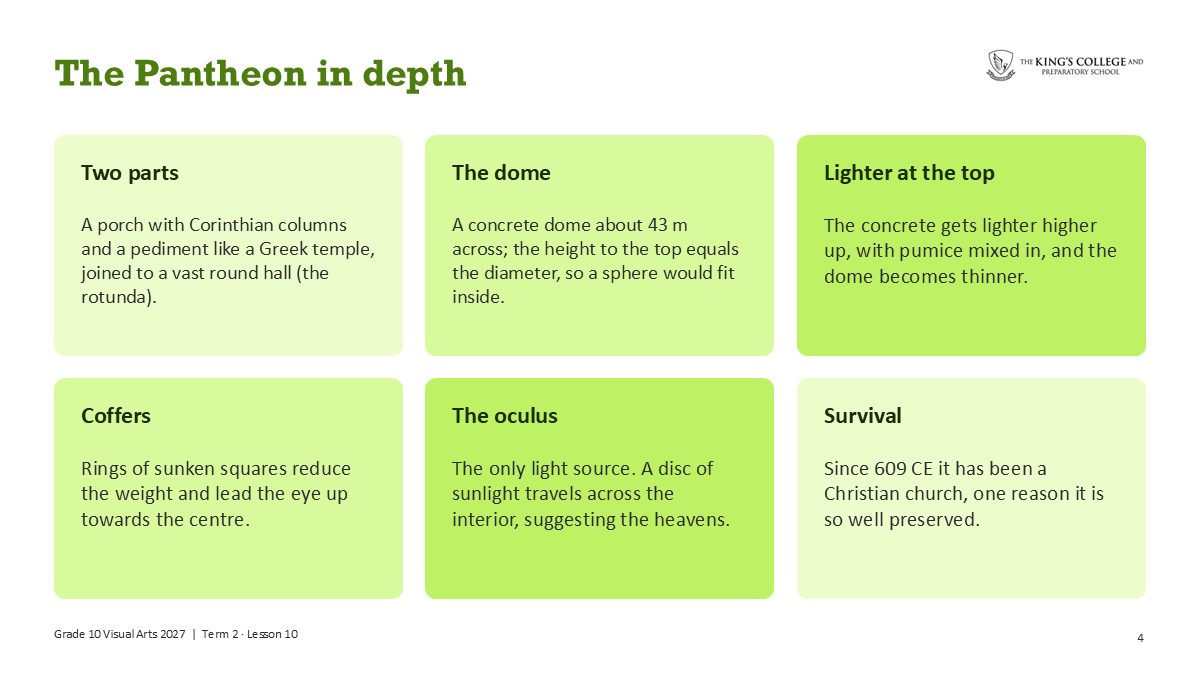 The Pantheon in depth
THE KING'S COLLEGE AND
PREPARATORY SCHOOL
Two parts
A porch with Corinthian columns
and a pediment like a Greek temple,
joined to a vast round hall (the
rotunda).
The dome
A concrete dome about 43 m
across; the height to the top equals
the diameter, so a sphere would fit
inside.
Lighter at the top
The concrete gets lighter higher
up, with pumice mixed in, and the
dome becomes thinner.
Coffers
Rings of sunken squares reduce
the weight and lead the eye up
towards the centre.
The oculus
The only light source. A disc of
sunlight travels across the
interior, suggesting the heavens.
Survival
Since 609 CE it has been a
Christian church, one reason it is
so well preserved.
Grade 10 Visual Arts 2027 | Term 2 · Lesson 10
4